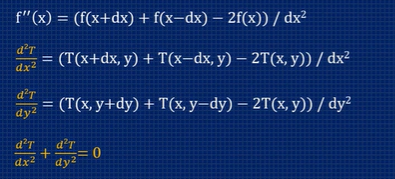 f″(x) = (f(x+dx) + f(x−dx) − 2f(x)) / dx²
d²T/dx² = (T(x+dx, y) + T(x−dx, y) − 2T(x, y)) / dx²
d²T/dy² = (T(x, y+dy) + T(x, y−dy) − 2T(x, y)) / dy²
d²T/dx² + d²T/dy² = 0